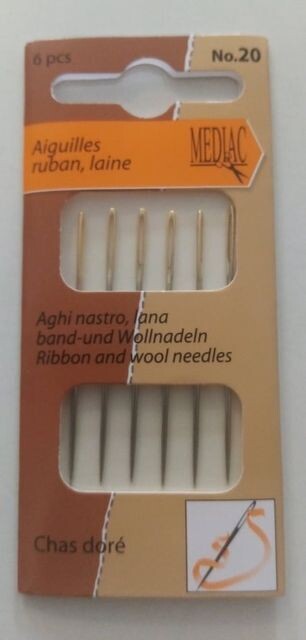 6 pcs No.20
Aiguilles
ruban, laine
MEDIAC
Aghi nastro, lana
band-und Wollnadeln
Ribbon and wool needles
Chas doré